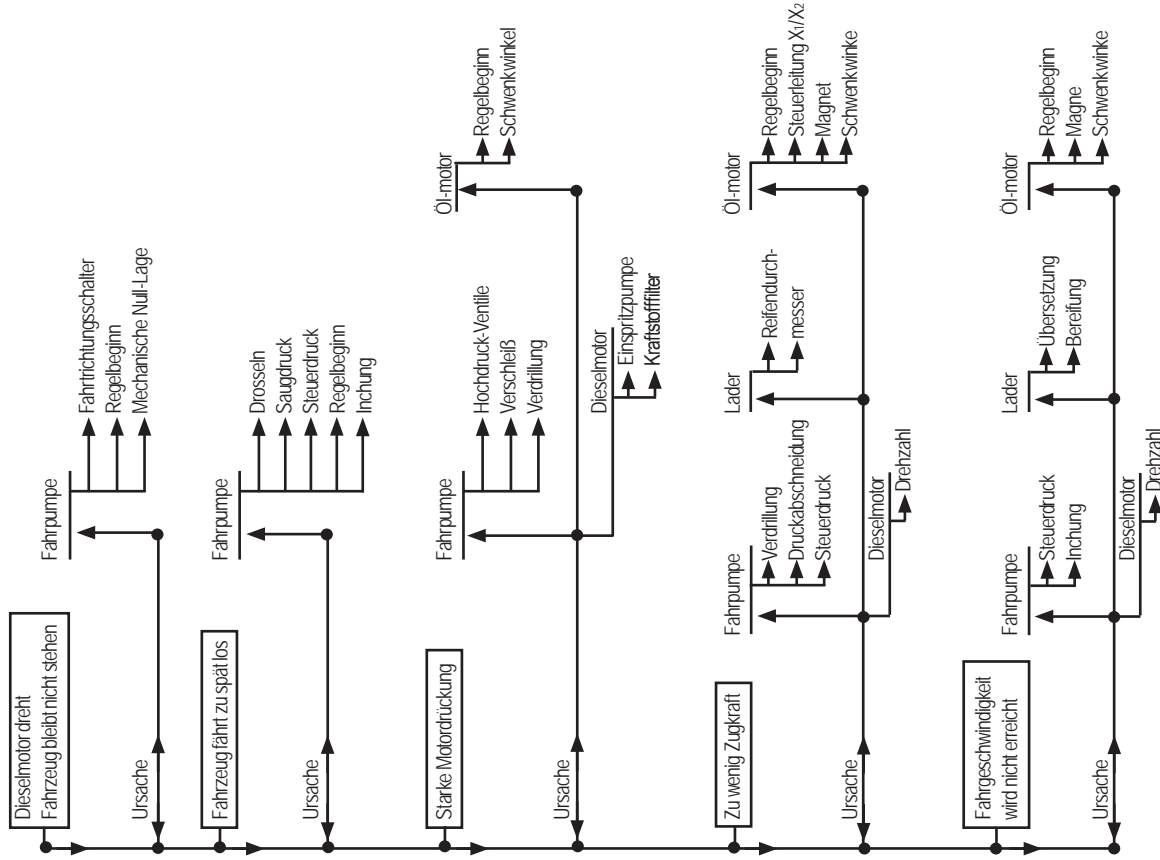 Dieselmotor dreht
Fahrzeug bleibt nicht stehen
Ursache
Fahrpumpe
Fahrtrichtungsschalter
Regelbeginn
Mechanische Null-Lage
Fahrzeug fährt zu spät los
Ursache
Fahrpumpe
Drosseln
Saugdruck
Steuerdruck
Regelbeginn
Inchung
Starke Motordrückung
Ursache
Fahrpumpe
Hochdruck-Ventile
Verschleiß
Verdrillung
Dieselmotor
Einspritzpumpe
Kraftstofffilter
Öl-motor
Regelbeginn
Schwenkwinkel
Zu wenig Zugkraft
Ursache
Fahrpumpe
Verdrillung
Druckabschneidung
Steuerdruck
Dieselmotor
Drehzahl
Lader
Reifendurch-
messer
Öl-motor
Regelbeginn
Steuerleitung X1/X2
Magnet
Schwenkwinke
Fahrgeschwindigkeit
wird nicht erreicht
Ursache
Fahrpumpe
Steuerdruck
Inchung
Dieselmotor
Drehzahl
Lader
Übersetzung
Bereifung
Öl-motor
Regelbeginn
Magne
Schwenkwinke